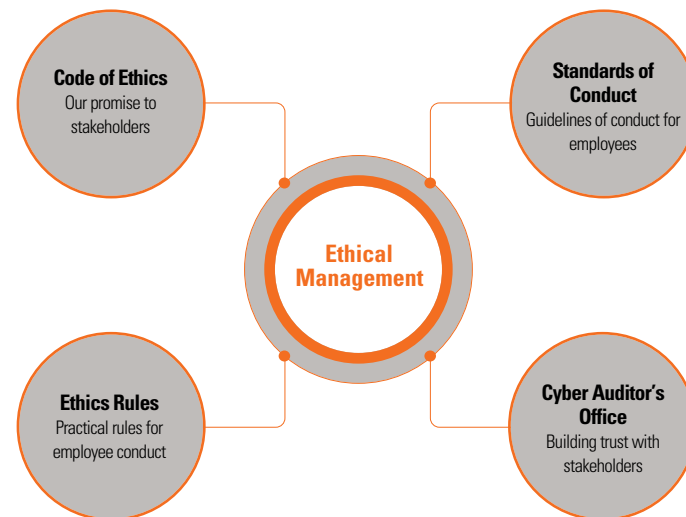 Code of Ethics
Our promise to
stakeholders
Standards of
Conduct
Guidelines of conduct for
employees
Ethical
Management
Ethics Rules
Practical rules for
employee conduct
Cyber Auditor's
Office
Building trust with
stakeholders